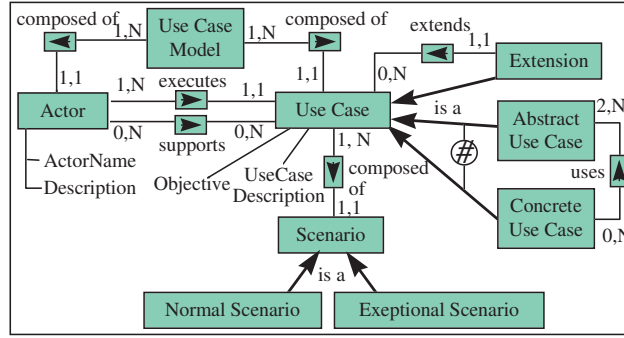 composed of
1,N
Use Case
Model
1,N
composed of
extends
1,1
Extension
1,1
1,1
0,N
Actor
1,N
executes
1,1
Use Case
is a
Abstract
Use Case
2,N
0,N
supports
0,N
#
ActorName
Description
Objective
UseCase
Description
1, N
composed
of
uses
1,1
Concrete
Use Case
0,N
Scenario
is a
Normal Scenario
Exeptional Scenario